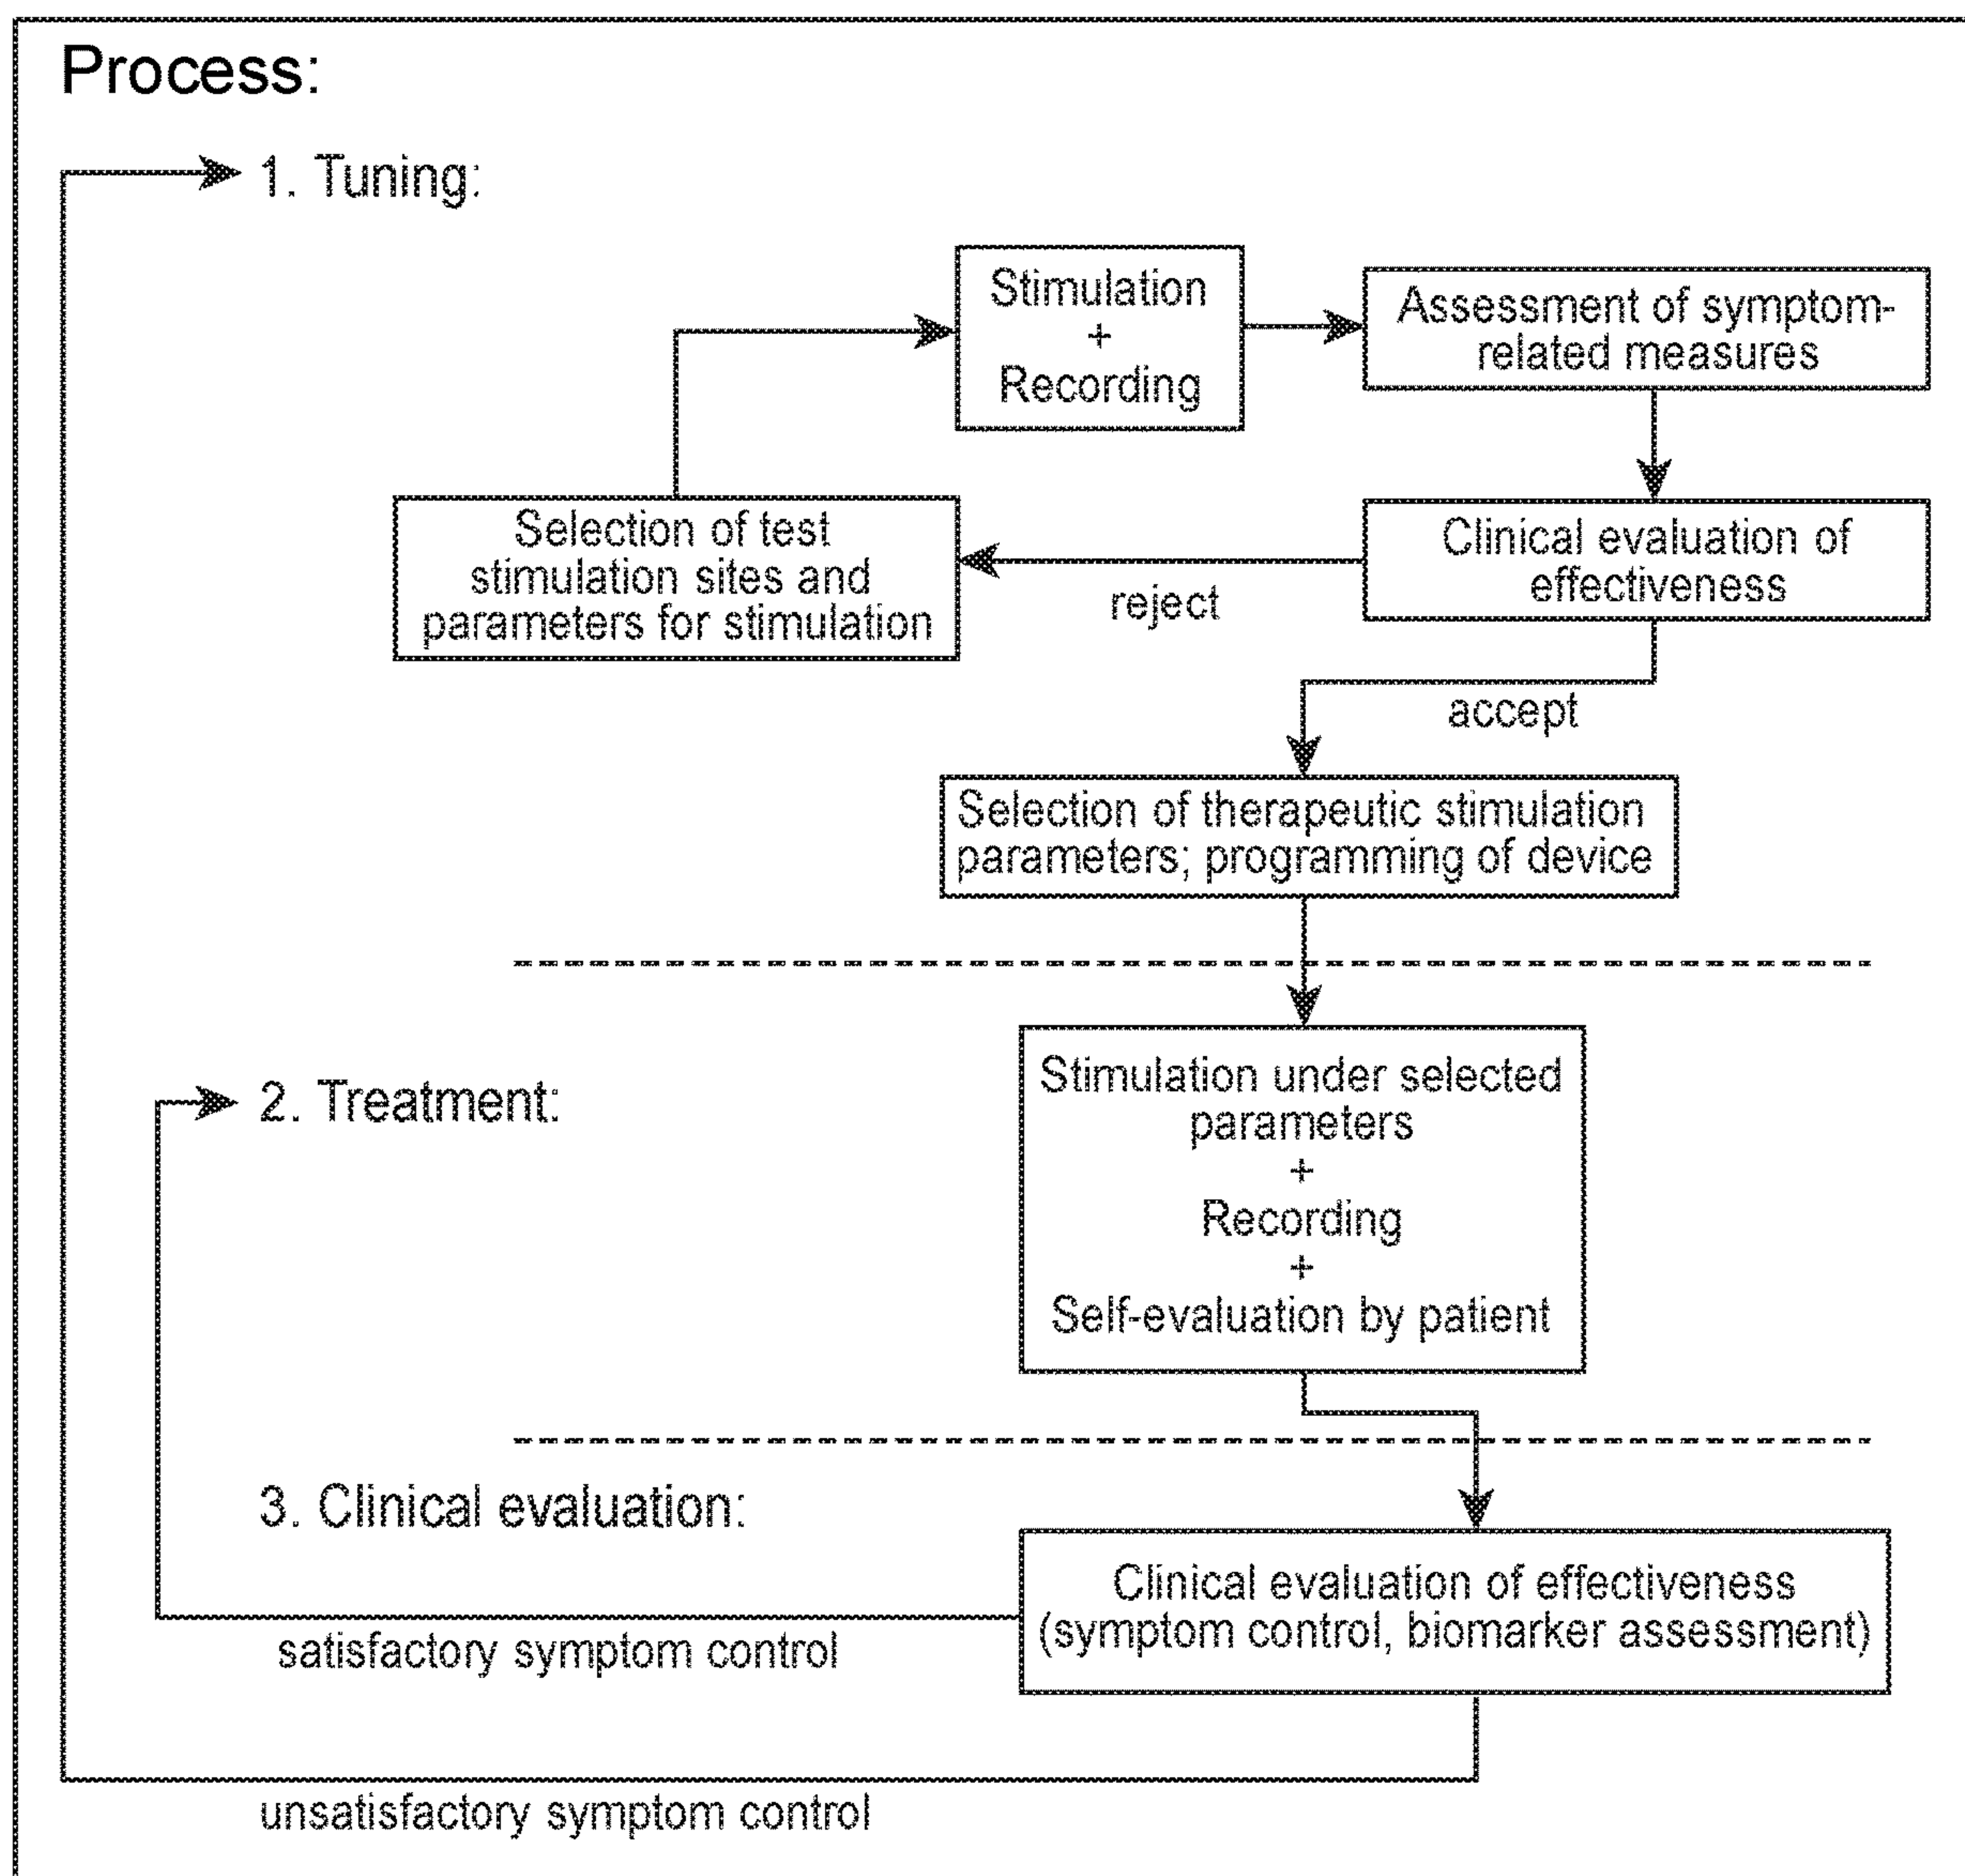 Process:
1. Tuning:
Stimulation
+
Recording
Assessment of symptom-
related measures
Selection of test
stimulation sites and
parameters for stimulation
reject
Clinical evaluation of
effectiveness
accept
Selection of therapeutic stimulation
parameters; programming of device
2. Treatment:
Stimulation under selected
parameters
+
Recording
+
Self-evaluation by patient
3. Clinical evaluation:
Clinical evaluation of effectiveness
(symptom control, biomarker assessment)
satisfactory symptom control
unsatisfactory symptom control